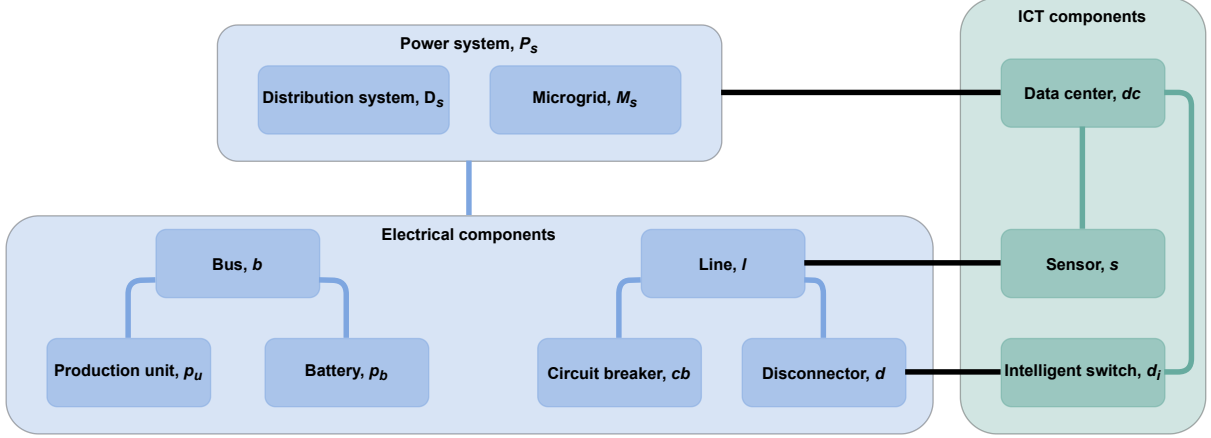 ICT components
Power system, Ps
Distribution system, Ds
Microgrid, Ms
Data center, dc
Electrical components
Bus, b
Line, l
Sensor, s
Production unit, pu
Battery, pb
Circuit breaker, cb
Disconnector, d
Intelligent switch, di